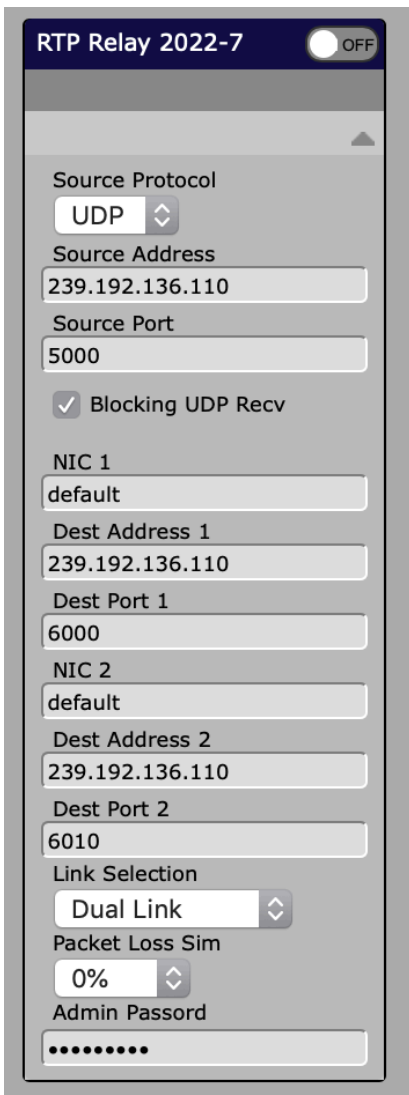 RTP Relay 2022-7 OFF
Source Protocol
UDP
Source Address
239.192.136.110
Source Port
5000
Blocking UDP Recv
NIC 1
default
Dest Address 1
239.192.136.110
Dest Port 1
6000
NIC 2
default
Dest Address 2
239.192.136.110
Dest Port 2
6010
Link Selection
Dual Link
Packet Loss Sim
0%
Admin Passord
•••••••••